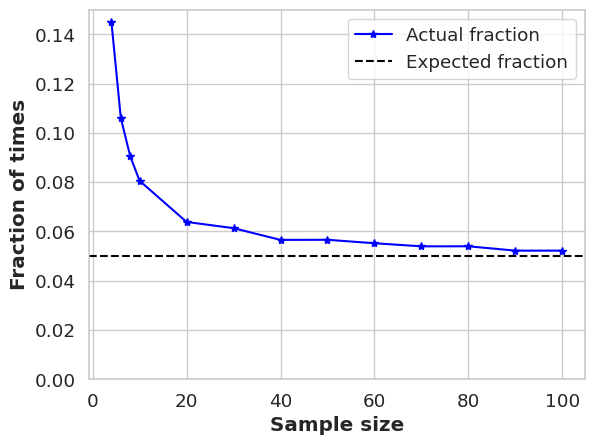 Actual fraction
Expected fraction
Fraction of times
0.14
0.12
0.10
0.08
0.06
0.04
0.02
0.00
0 20 40 60 80 100
Sample size